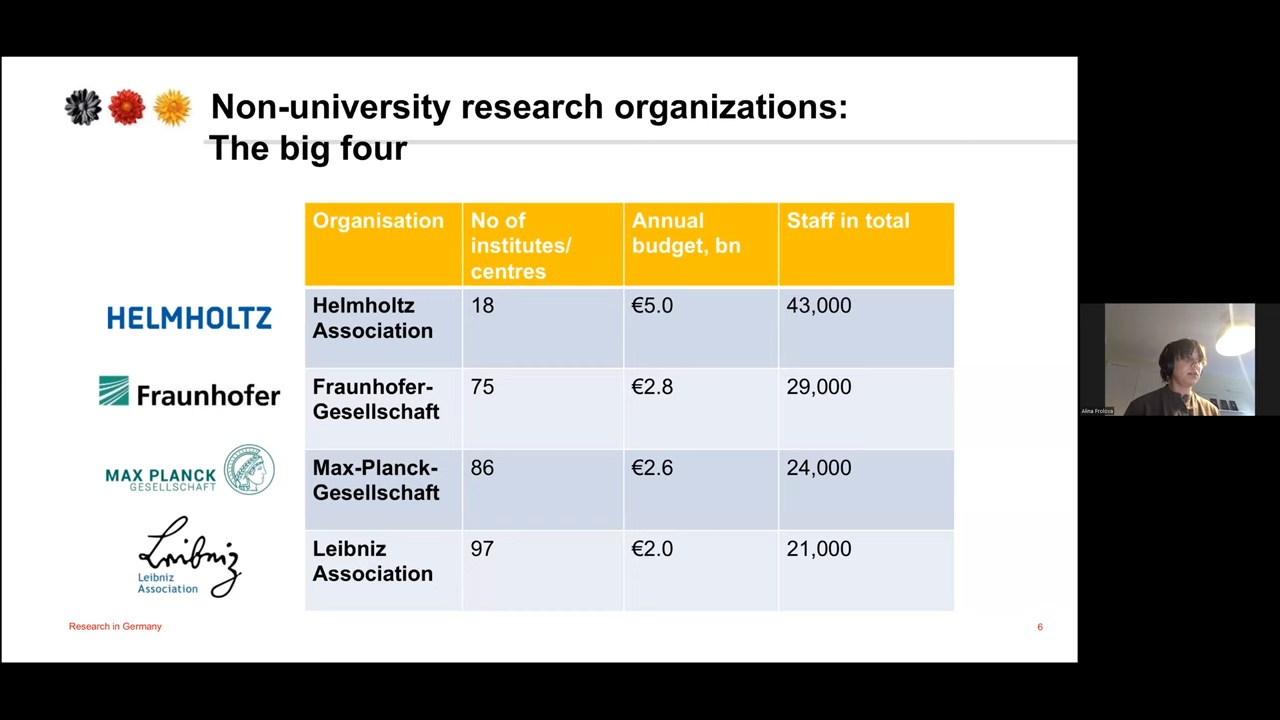 Non-university research organizations:
The big four
Organisation
No of
institutes/
centres
Annual
budget, bn
Staff in total
HELMHOLTZ
Helmholtz
Association
18
€5.0
43,000
Fraunhofer
Fraunhofer-
Gesellschaft
75
€2.8
29,000
MAX PLANCK
GESELLSCHAFT
Max-Planck-
Gesellschaft
86
€2.6
24,000
Leibniz
Leibniz
Association
Leibniz
Association
97
€2.0
21,000
Research in Germany
6
Alina Frolova